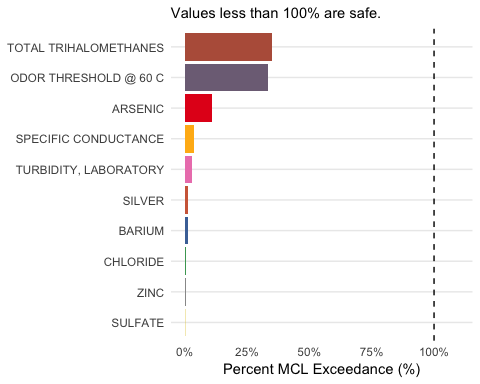 Values less than 100% are safe.
TOTAL TRIHALOMETHANES
ODOR THRESHOLD @ 60 C
ARSENIC
SPECIFIC CONDUCTANCE
TURBIDITY, LABORATORY
SILVER
BARIUM
CHLORIDE
ZINC
SULFATE
0% 25% 50% 75% 100%
Percent MCL Exceedance (%)